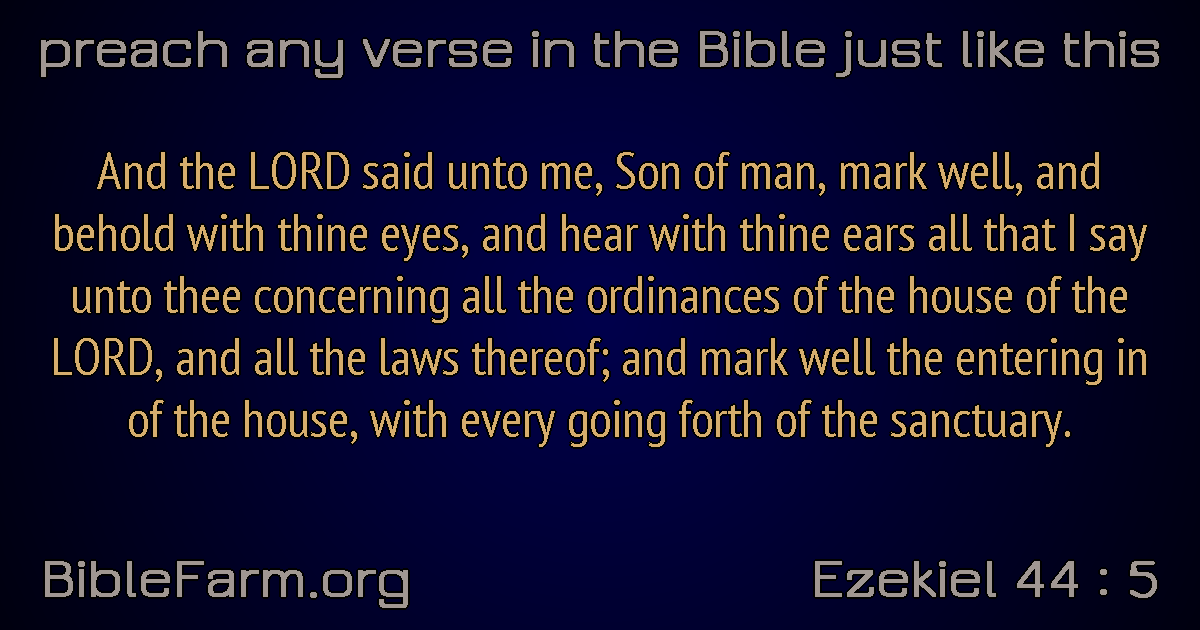 preach any verse in the Bible just like this
And the LORD said unto me, Son of man, mark well, and
behold with thine eyes, and hear with thine ears all that I say
unto thee concerning all the ordinances of the house of the
LORD, and all the laws thereof; and mark well the entering in
of the house, with every going forth of the sanctuary.
BibleFarm.org
Ezekiel 44 : 5